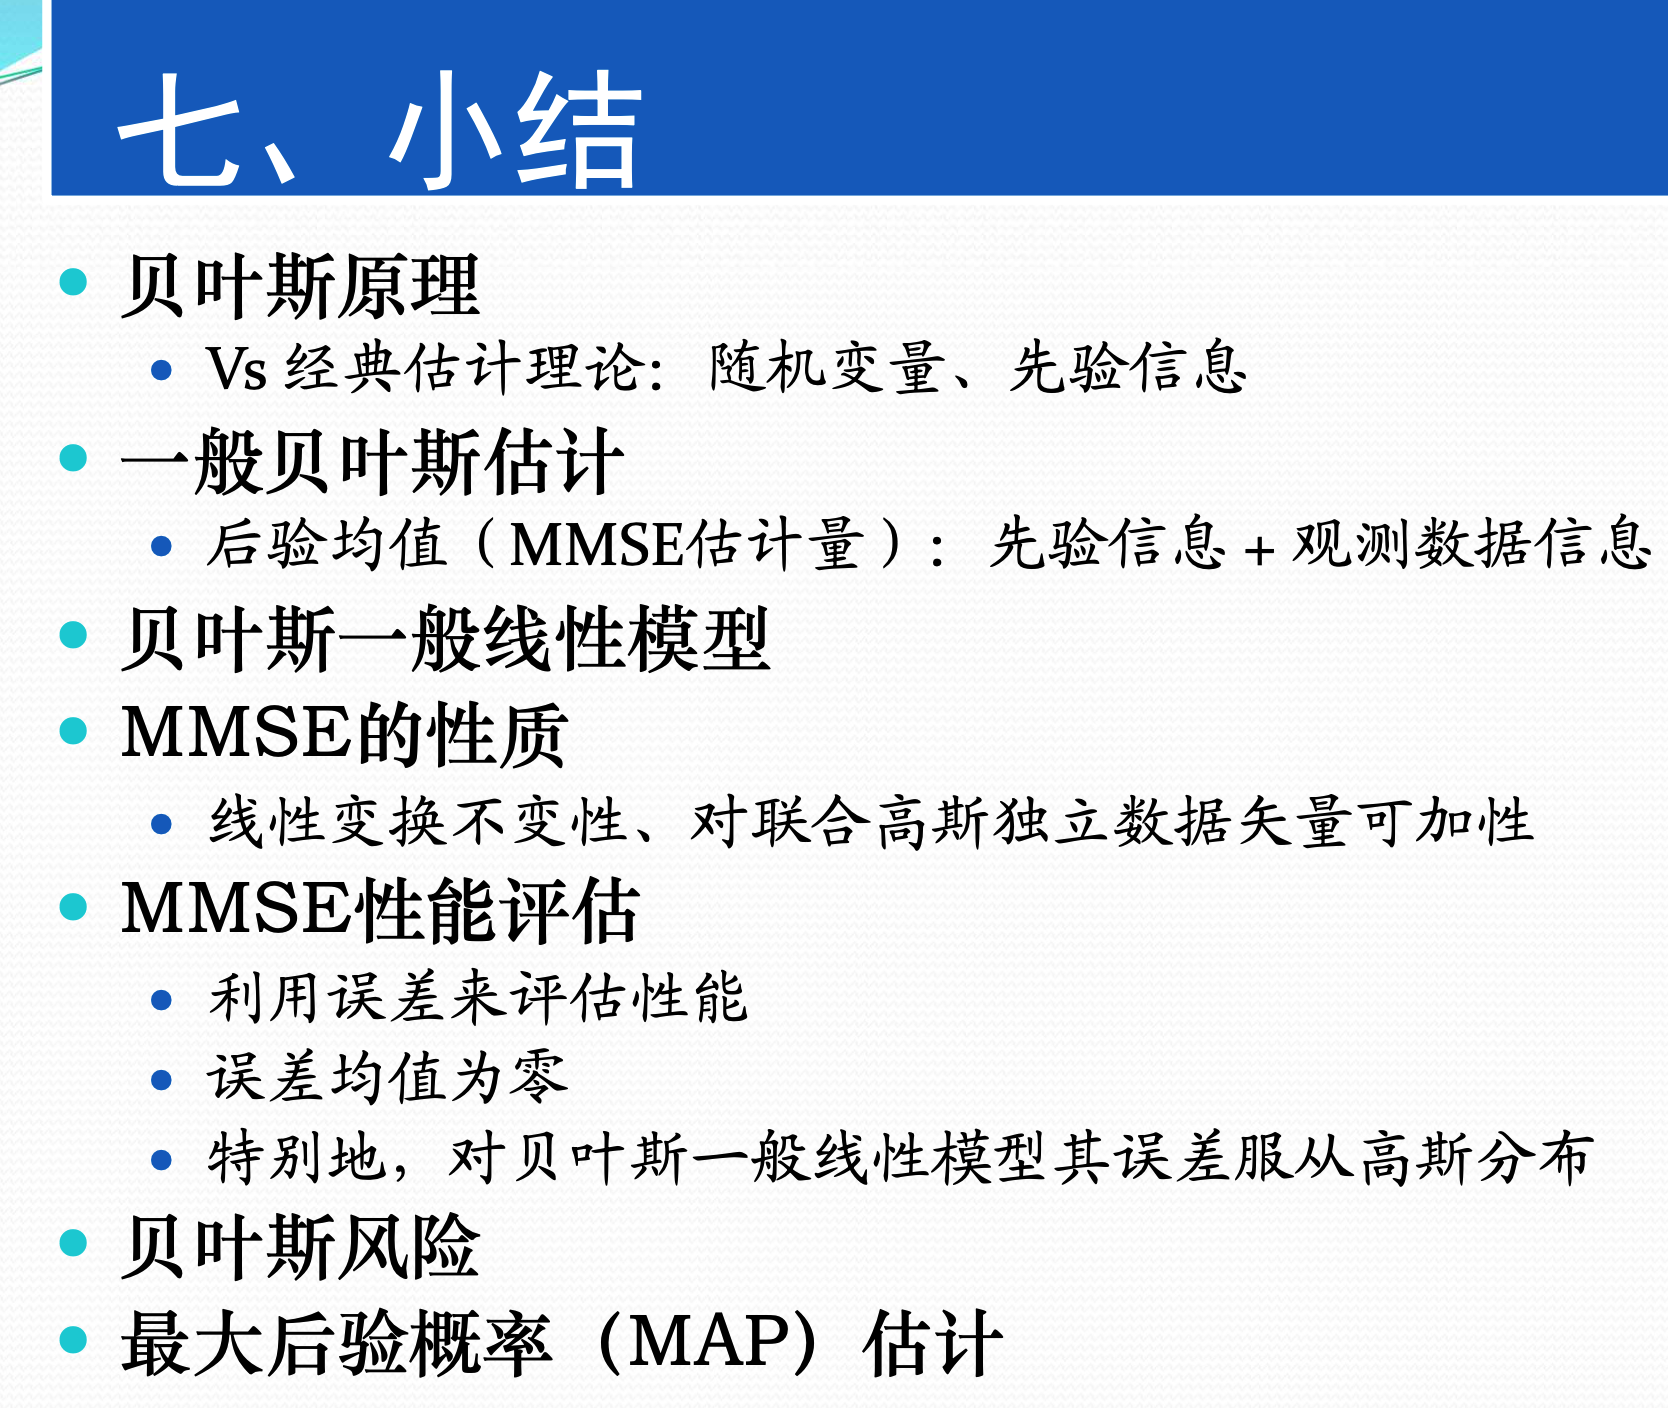 七、小结
贝叶斯原理
Vs 经典估计理论：随机变量、先验信息
一般贝叶斯估计
后验均值（MMSE估计量）：先验信息 + 观测数据信息
贝叶斯一般线性模型
MMSE的性质
线性变换不变性、对联合高斯独立数据矢量可加性
MMSE性能评估
利用误差来评估性能
误差均值为零
特别地，对贝叶斯一般线性模型其误差服从高斯分布
贝叶斯风险
最大后验概率（MAP）估计